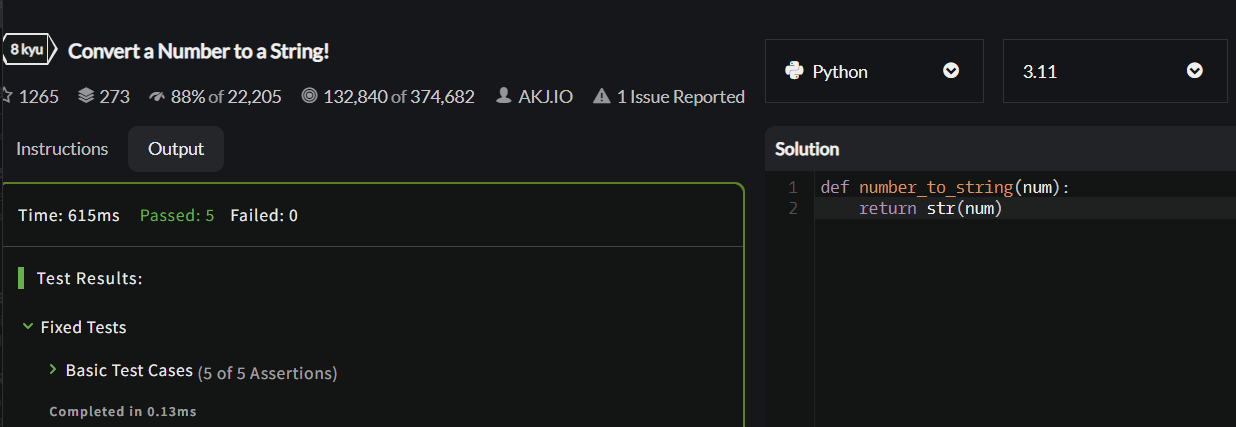 8 kyu Convert a Number to a String!
1265 273 88% of 22,205 132,840 of 374,682 AKJ.IO 1 Issue Reported
Python 3.11
Instructions Output
Time: 615ms Passed: 5 Failed: 0
Test Results:
Fixed Tests
Basic Test Cases (5 of 5 Assertions)
Completed in 0.13ms
Solution
1 def number_to_string(num):
2     return str(num)